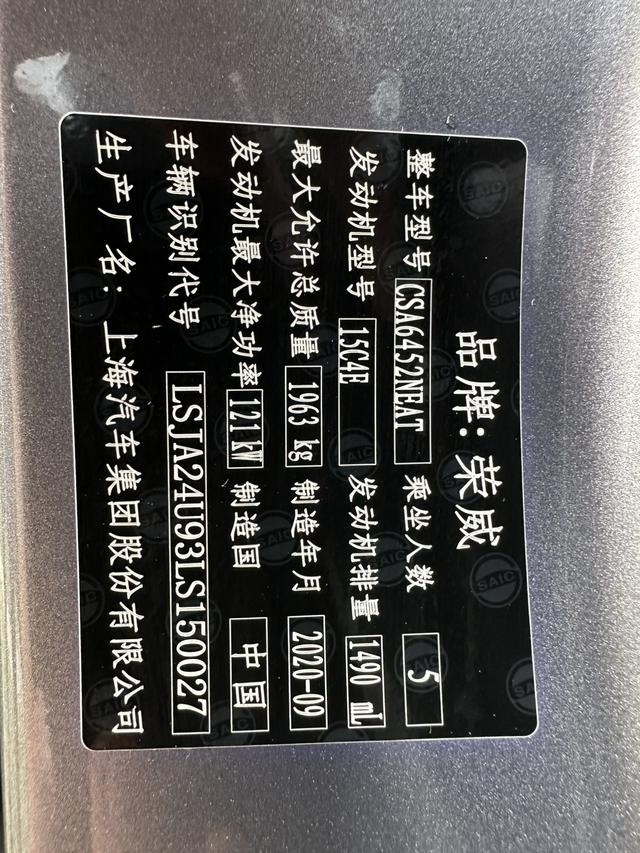 品牌：荣威
整车型号 CSA6452NEAT 乘坐人数 5
发动机型号 15C4E 发动机排量 1490 mL
最大允许总质量 1963 kg 制造年月 2020-09
发动机最大净功率 121 kW 制造国 中国
车辆识别代号 LSJA24U93LS150027
生产厂名：上海汽车集团股份有限公司
SAIC